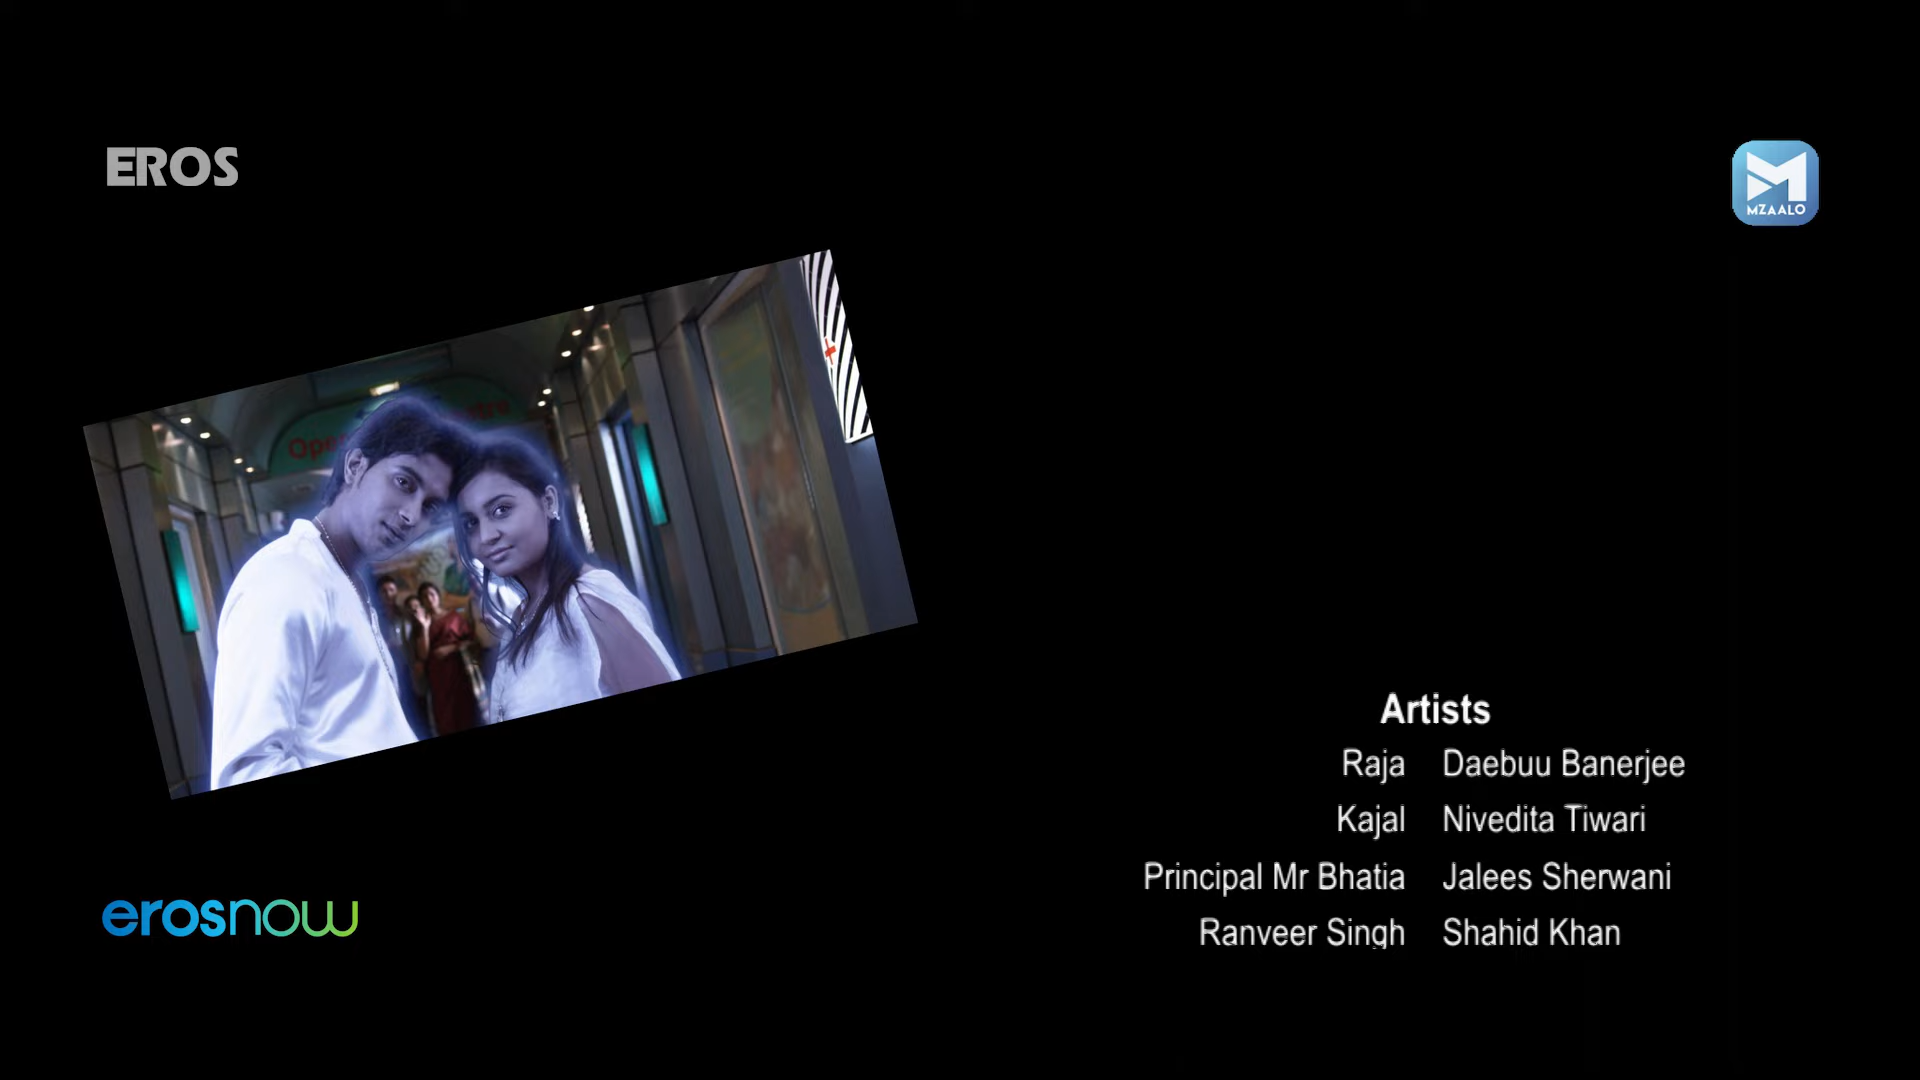 EROS
MZAALO
Ope
Artists
Raja Daebuu Banerjee
Kajal Nivedita Tiwari
Principal Mr Bhatia Jalees Sherwani
Ranveer Singh Shahid Khan
erosnow